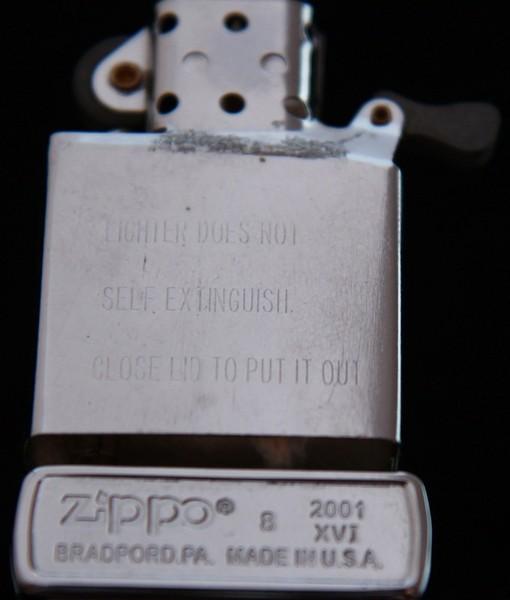 LIGHTER DOES NOT
SELF EXTINGUISH.
CLOSE LID TO PUT IT OUT
Zippo® 8 2001
XVI
BRADFORD.PA. MADE IN U.S.A.